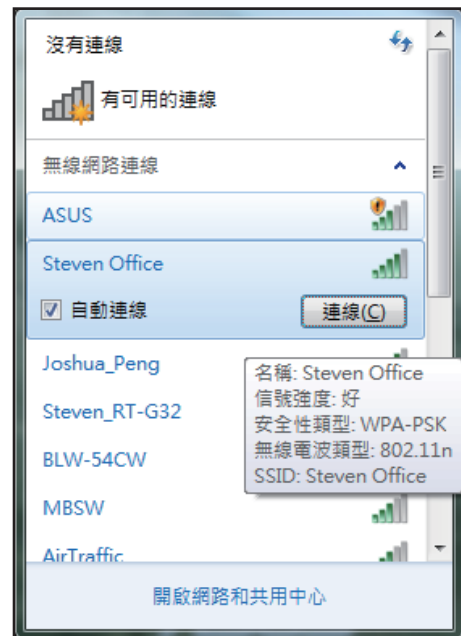 沒有連線
有可用的連線
無線網路連線
ASUS
Steven Office
自動連線
連線(C)
Joshua_Peng
名稱: Steven Office
信號強度: 好
安全性類型: WPA-PSK
無線電波類型: 802.11n
SSID: Steven Office
Steven_RT-G32
BLW-54CW
MBSW
AirTraffic
開啟網路和共用中心